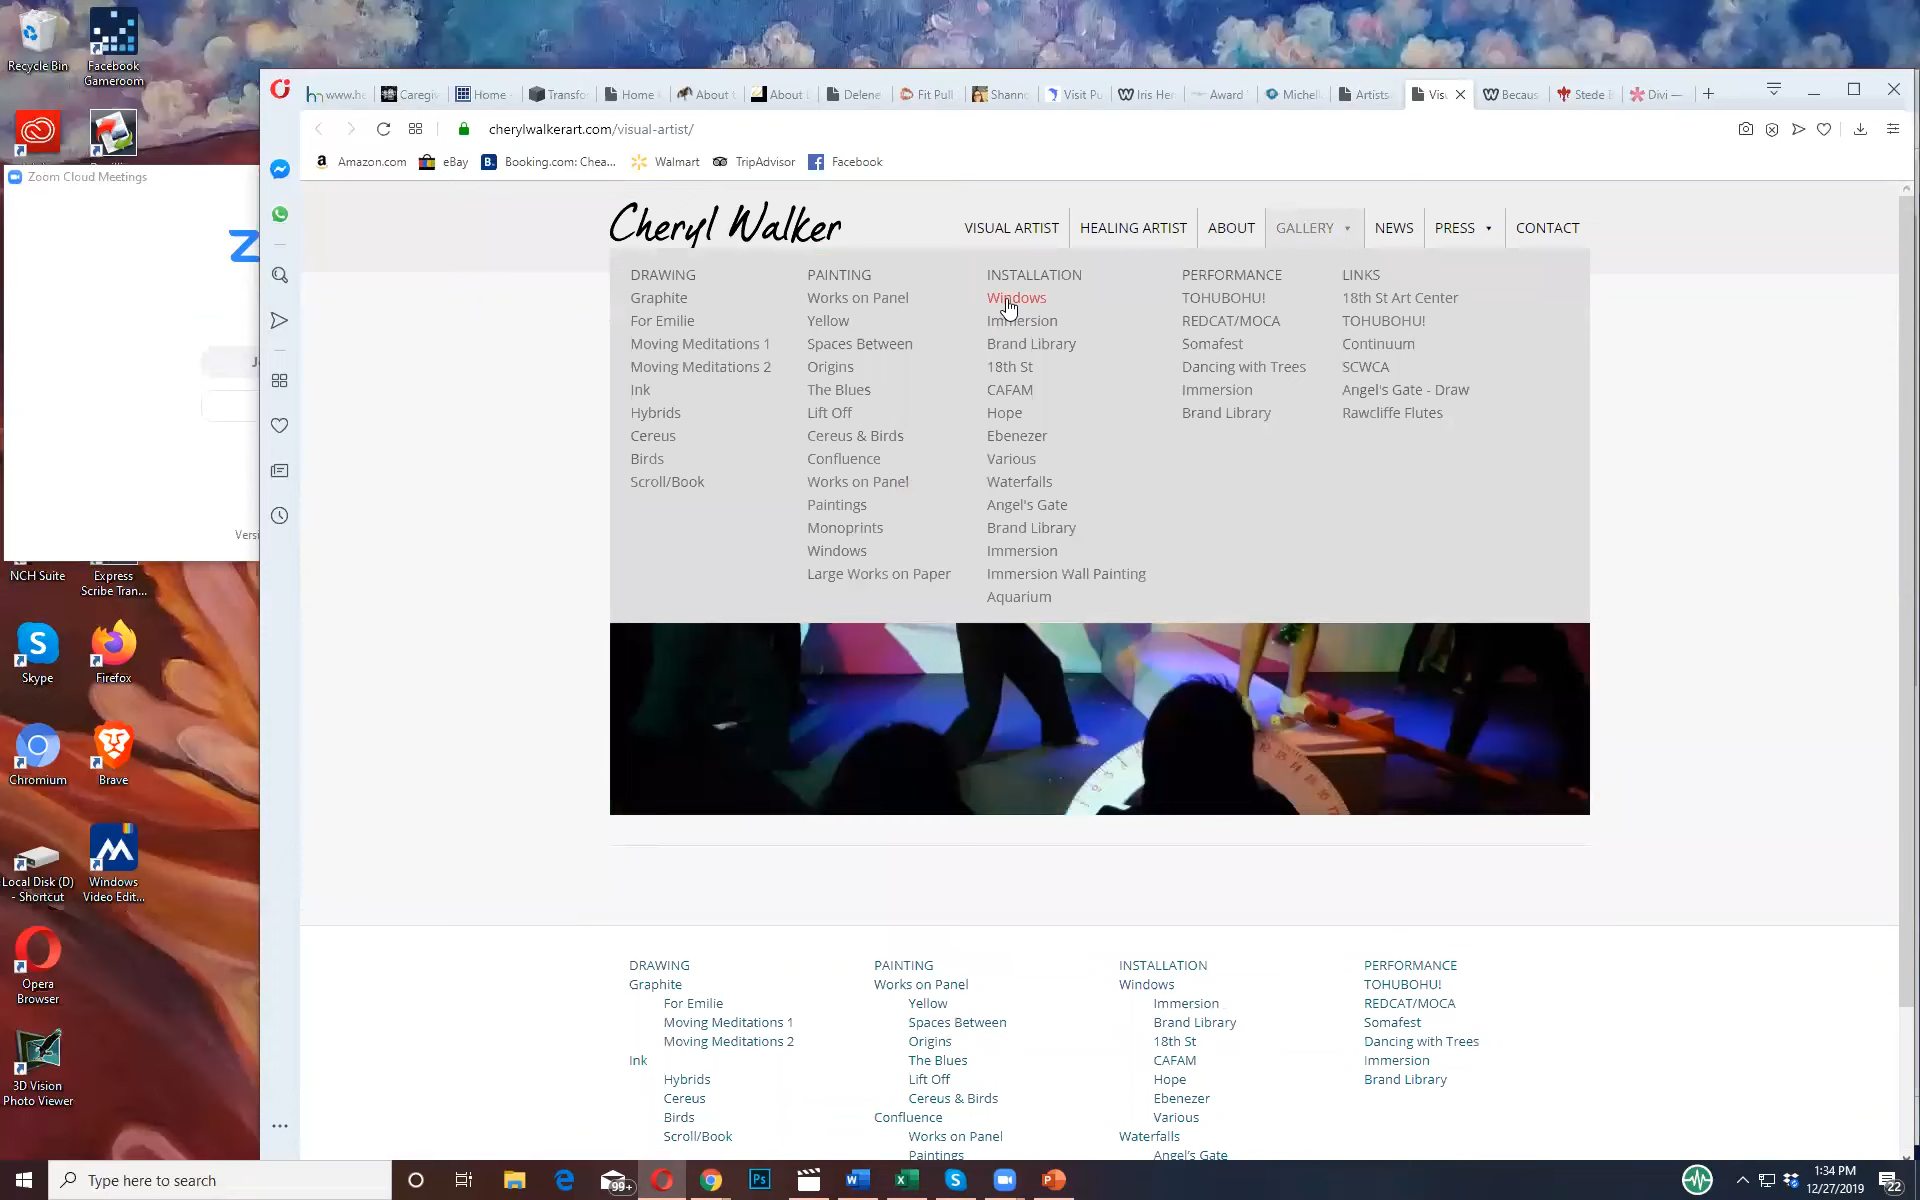 Recycle Bin
Facebook
Gameroom
Zoom Cloud Meetings
Z
J
Versi
NCH Suite
Express
Scribe Tran...
Skype
Firefox
Chromium
Brave
Local Disk (D)
- Shortcut
Windows
Video Edit...
Opera
Browser
3D Vision
Photo Viewer
www.h
Caregiv
Home -
Transfo
Home
About t
About D
Delene
Fit Pull
Shanno
Visit Pu
Iris Her
Award
Michell
Artists
Visu
Becaus
Stede B
Divi —
cherylwalkerart.com/visual-artist/
Amazon.com
eBay
Booking.com: Chea...
Walmart
TripAdvisor
Facebook
Cheryl Walker
VISUAL ARTIST
HEALING ARTIST
ABOUT
GALLERY
NEWS
PRESS
CONTACT
DRAWING
Graphite
For Emilie
Moving Meditations 1
Moving Meditations 2
Ink
Hybrids
Cereus
Birds
Scroll/Book
PAINTING
Works on Panel
Yellow
Spaces Between
Origins
The Blues
Lift Off
Cereus & Birds
Confluence
Works on Panel
Paintings
Monoprints
Windows
Large Works on Paper
INSTALLATION
Windows
Immersion
Brand Library
18th St
CAFAM
Hope
Ebenezer
Various
Waterfalls
Angel's Gate
Brand Library
Immersion
Immersion Wall Painting
Aquarium
PERFORMANCE
TOHUBOHU!
REDCAT/MOCA
Somafest
Dancing with Trees
Immersion
Brand Library
LINKS
18th St Art Center
TOHUBOHU!
Continuum
SCWCA
Angel's Gate - Draw
Rawcliffe Flutes
DRAWING
Graphite
For Emilie
Moving Meditations 1
Moving Meditations 2
Ink
Hybrids
Cereus
Birds
Scroll/Book
PAINTING
Works on Panel
Yellow
Spaces Between
Origins
The Blues
Lift Off
Cereus & Birds
Confluence
Works on Panel
Paintings
INSTALLATION
Windows
Immersion
Brand Library
18th St
CAFAM
Hope
Ebenezer
Various
Waterfalls
Angel's Gate
PERFORMANCE
TOHUBOHU!
REDCAT/MOCA
Somafest
Dancing with Trees
Immersion
Brand Library
Type here to search
99+
1:34 PM
12/27/2019
22